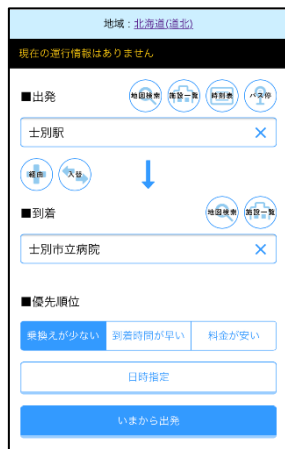 地域：北海道(道北)
現在の運行情報はありません
■出発
地図検索 施設一覧 時刻表 バス停
士別駅
経由 入替
■到着
地図検索 施設一覧
士別市立病院
■優先順位
乗換えが少ない 到着時間が早い 料金が安い
日時指定
いまから出発